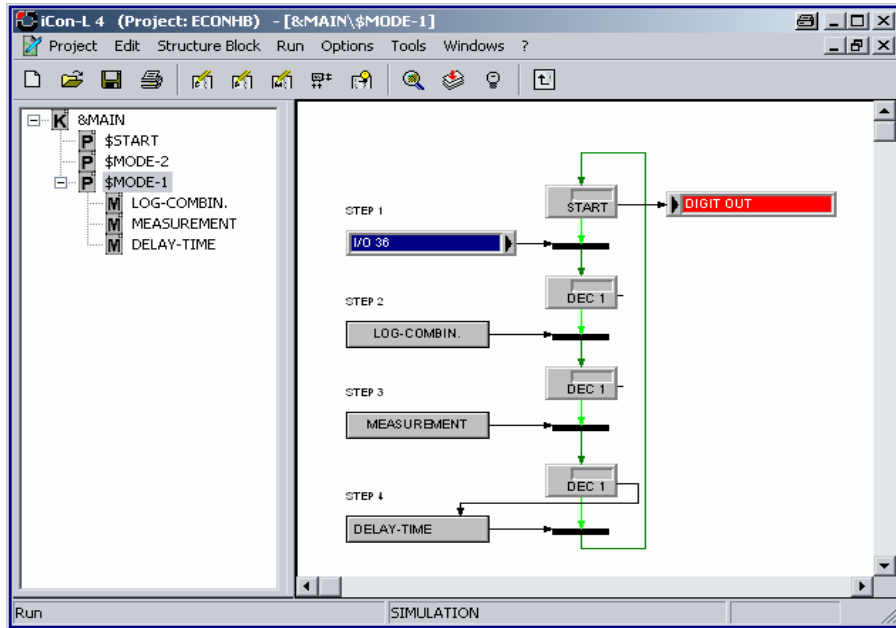 iCon-L 4 (Project: ECONHB) - [&MAIN\$MODE-1]
Project Edit Structure Block Run Options Tools Windows ?
&MAIN
$START
$MODE-2
$MODE-1
LOG-COMBIN.
MEASUREMENT
DELAY-TIME
START
DIGIT OUT
STEP 1
I/O 36
DEC 1
STEP 2
LOG-COMBIN.
DEC 1
STEP 3
MEASUREMENT
DEC 1
STEP 4
DELAY-TIME
Run SIMULATION